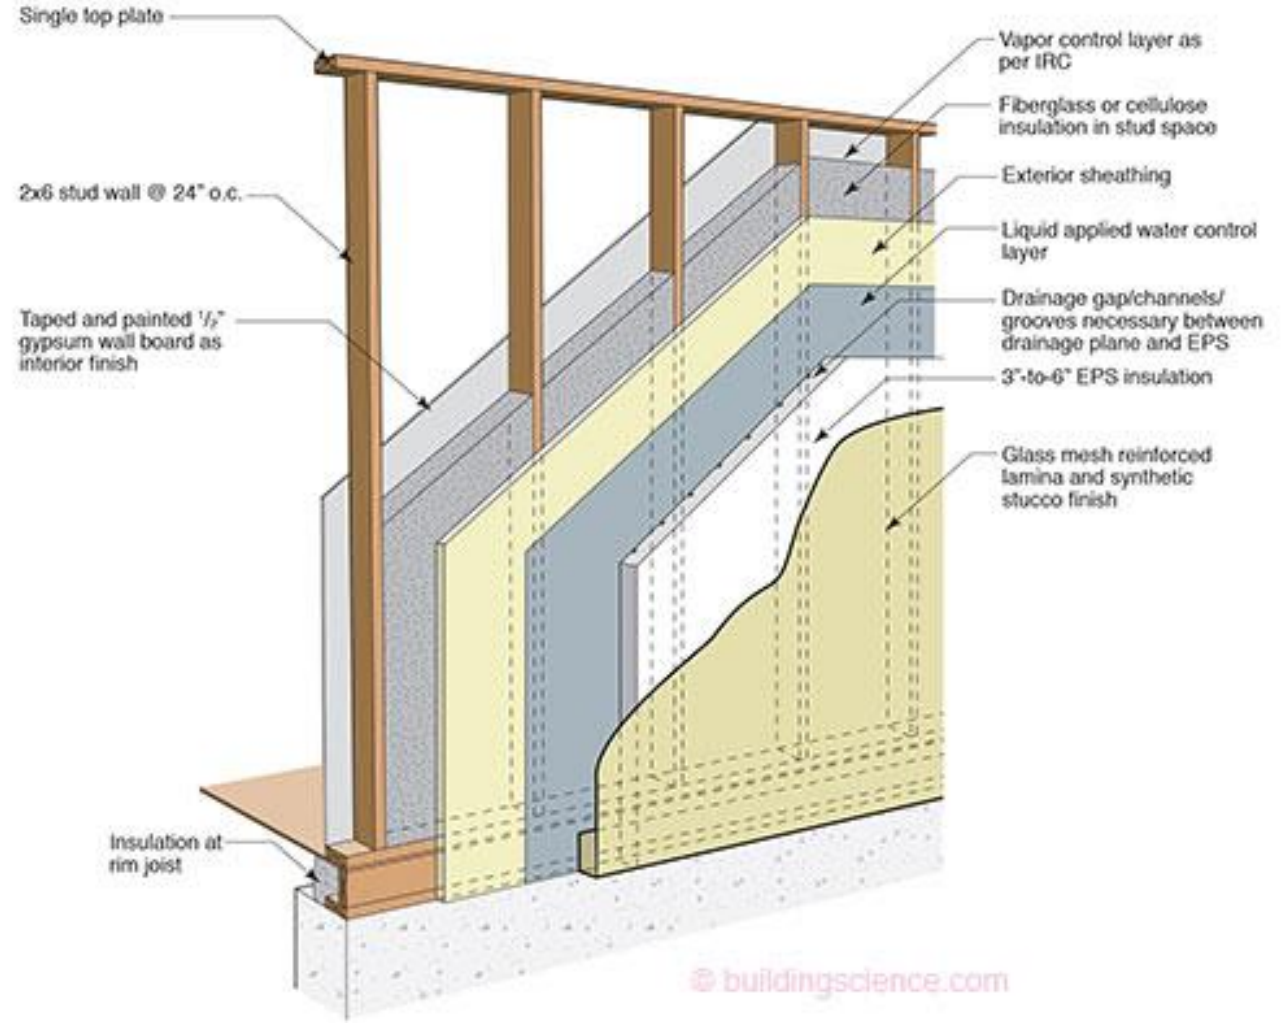 Single top plate
2x6 stud wall @ 24" o.c.
Taped and painted 1/2"
gypsum wall board as
interior finish
Insulation at
rim joist
Vapor control layer as
per IRC
Fiberglass or cellulose
insulation in stud space
Exterior sheathing
Liquid applied water control
layer
Drainage gap/channels/
grooves necessary between
drainage plane and EPS
3"-to-6" EPS insulation
Glass mesh reinforced
lamina and synthetic
stucco finish
© buildingscience.com